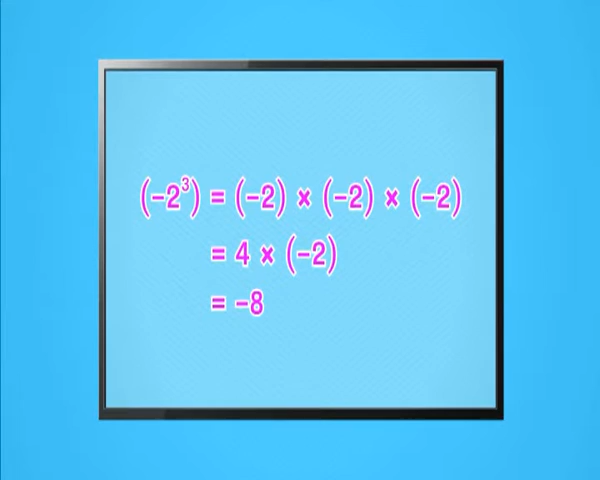 (−2³) = (−2) × (−2) × (−2)
= 4 × (−2)
= −8